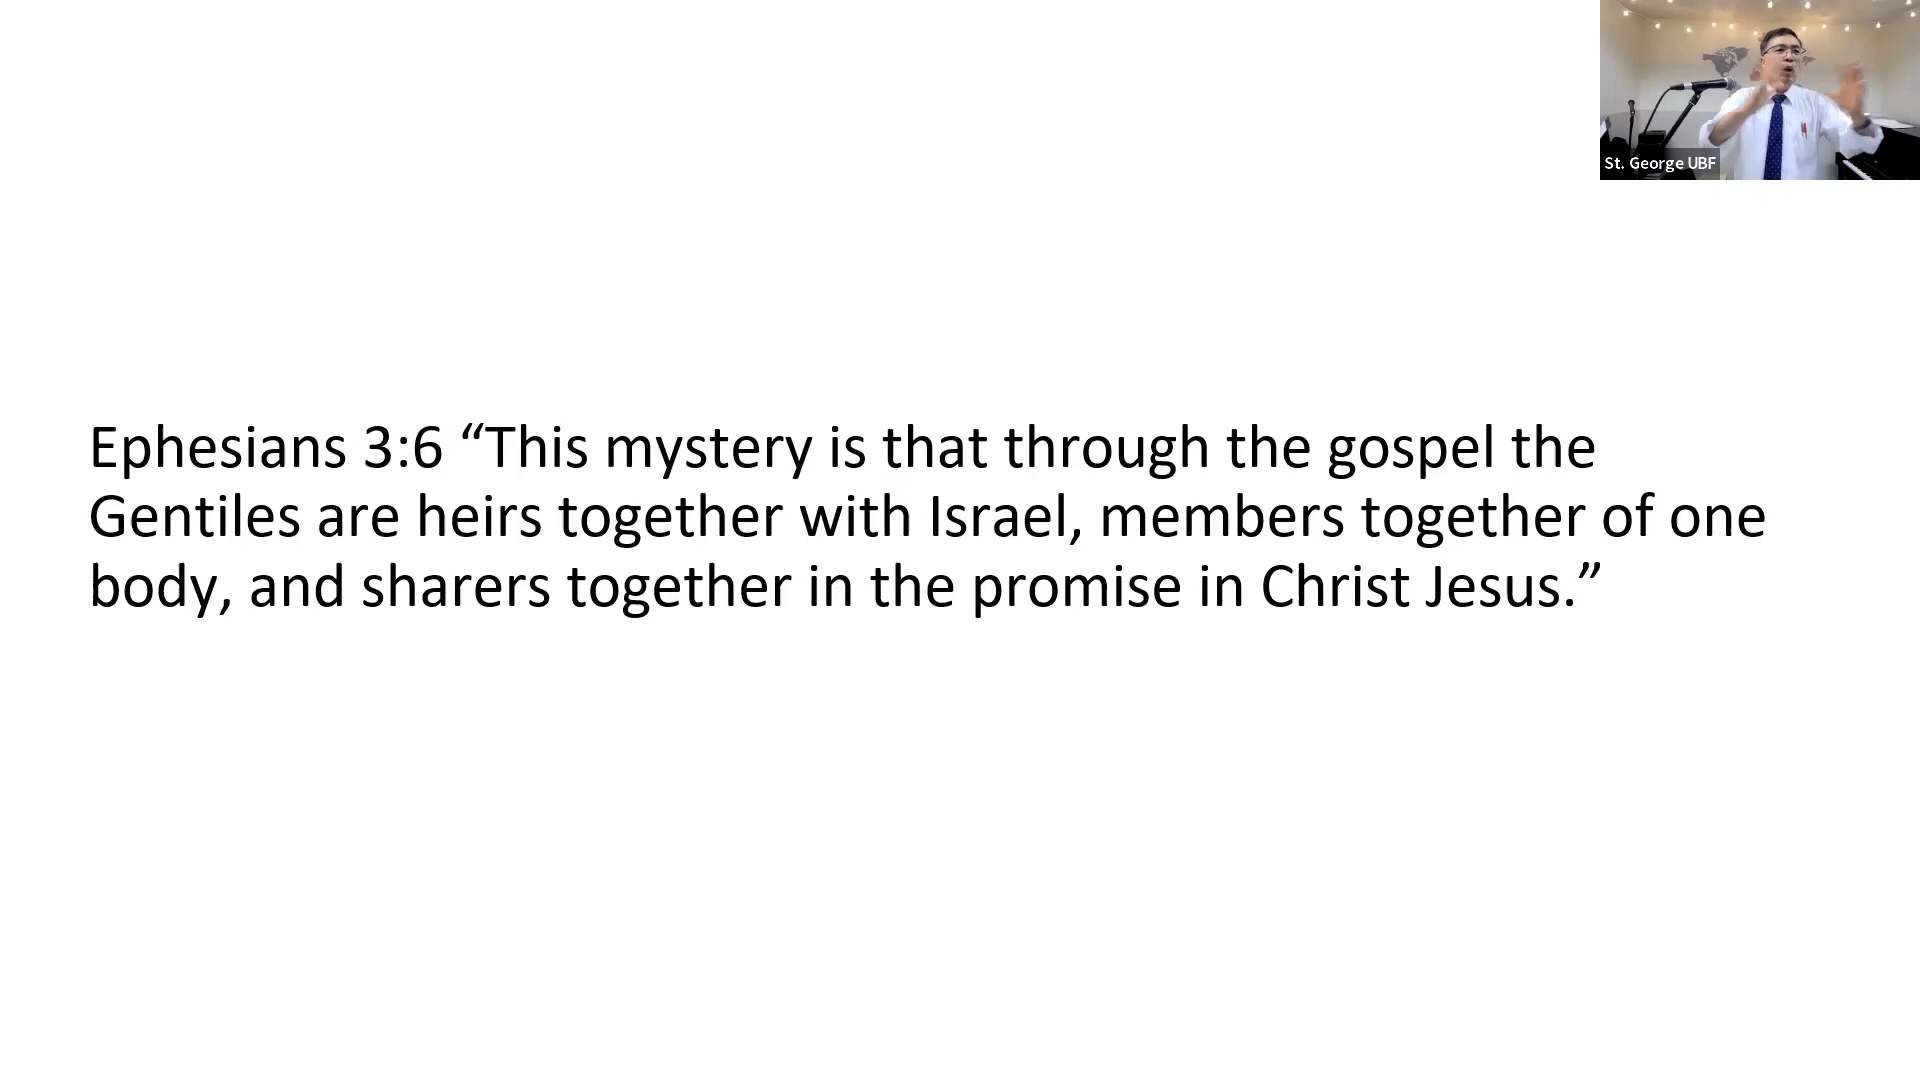 St. George UBF
Ephesians 3:6 “This mystery is that through the gospel the
Gentiles are heirs together with Israel, members together of one
body, and sharers together in the promise in Christ Jesus.”